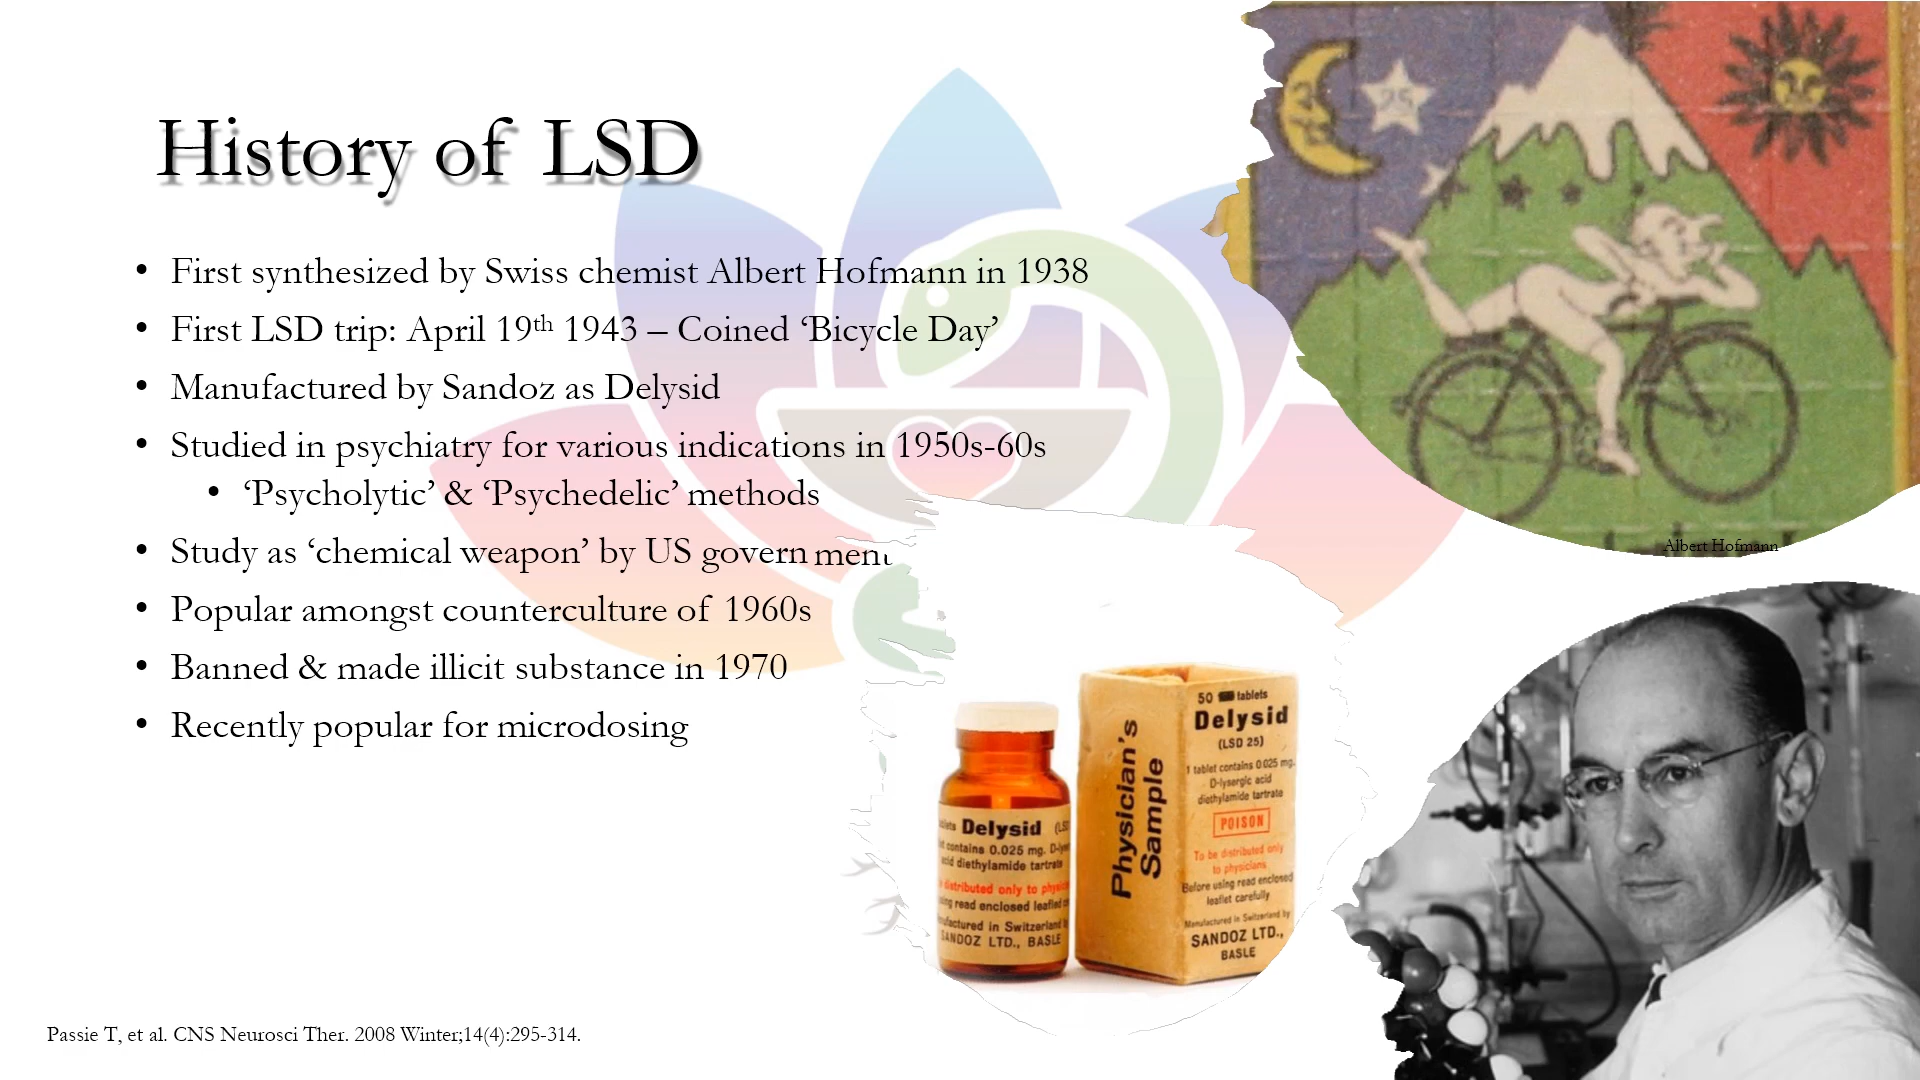 History of LSD
• First synthesized by Swiss chemist Albert Hofmann in 1938
• First LSD trip: April 19th 1943 – Coined ‘Bicycle Day’
• Manufactured by Sandoz as Delysid
• Studied in psychiatry for various indications in 1950s-60s
• ‘Psycholytic’ & ‘Psychedelic’ methods
• Study as ‘chemical weapon’ by US government
• Popular amongst counterculture of 1960s
• Banned & made illicit substance in 1970
• Recently popular for microdosing
25
Albert Hofmann
Delysid
contains 0.025 mg.
acid diethylamide tartrate
distributed only to
read enclosed leaflet
in Switzerland
SANDOZ LTD., BASLE
Physician's
Sample
50 tablets
Delysid
(LSD 25)
1 tablet contains 0.025 mg.
D-lysergic acid
diethylamide tartrate
POISON
To be distributed only
to physicians
Before using read enclosed
leaflet carefully
Manufactured in Switzerland by
SANDOZ LTD.,
BASLE
Passie T, et al. CNS Neurosci Ther. 2008 Winter;14(4):295-314.